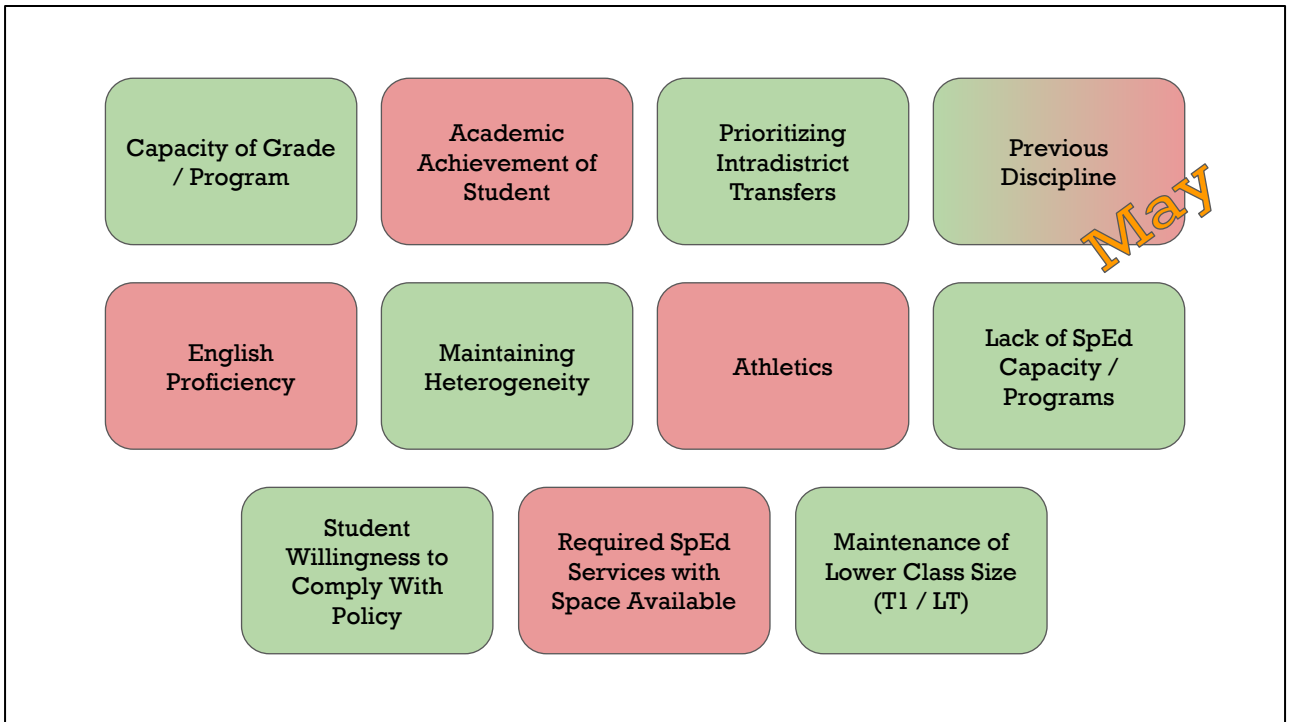 Capacity of Grade
/ Program
Academic
Achievement of
Student
Prioritizing
Intradistrict
Transfers
Previous
Discipline
May
English
Proficiency
Maintaining
Heterogeneity
Athletics
Lack of SpEd
Capacity /
Programs
Student
Willingness to
Comply With
Policy
Required SpEd
Services with
Space Available
Maintenance of
Lower Class Size
(T1 / LT)